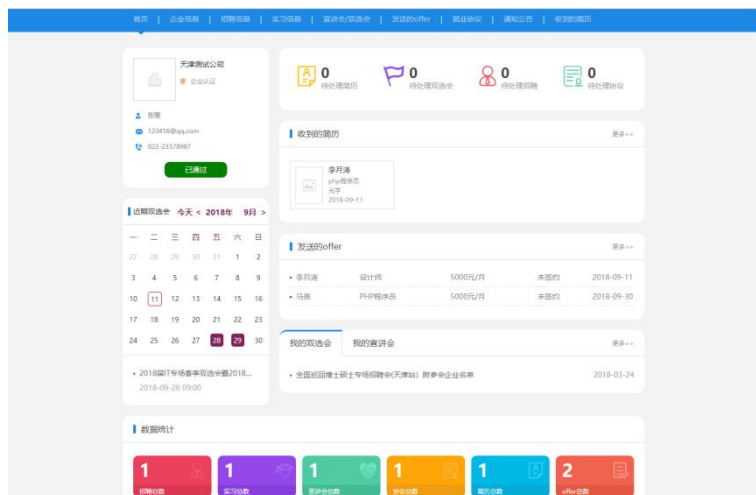 首页 | 企业信息 | 招聘信息 | 实习信息 | 宣讲会/双选会 | 发送的offer | 就业协议 | 通知公告 | 收到的简历
天津测试公司
企业认证
张珊
123456@qq.com
022-23578987
已通过
0 待处理简历
0 待处理双选会
0 待处理招聘
0 待处理协议
收到的简历 更多>>
李月涛
php程序员
光学
2018-09-11
近期双选会 今天 < 2018年 9月 >
一 二 三 四 五 六 日
27 28 29 30 31 1 2
3 4 5 6 7 8 9
10 11 12 13 14 15 16
17 18 19 20 21 22 23
24 25 26 27 28 29 30
2018届IT专场春季双选会暨2018...
2018-09-28 09:00
发送的offer 更多>>
李月涛 设计师 5000元/月 未签约 2018-09-11
马善 PHP程序员 5000元/月 未签约 2018-09-30
我的双选会 我的宣讲会 更多>>
全国巡回博士硕士专场招聘会(天津站) 附参会企业名单 2018-03-24
数据统计
1 招聘总数
1 实习总数
1 宣讲会总数
1 协议总数
1 简历总数
2 offer总数